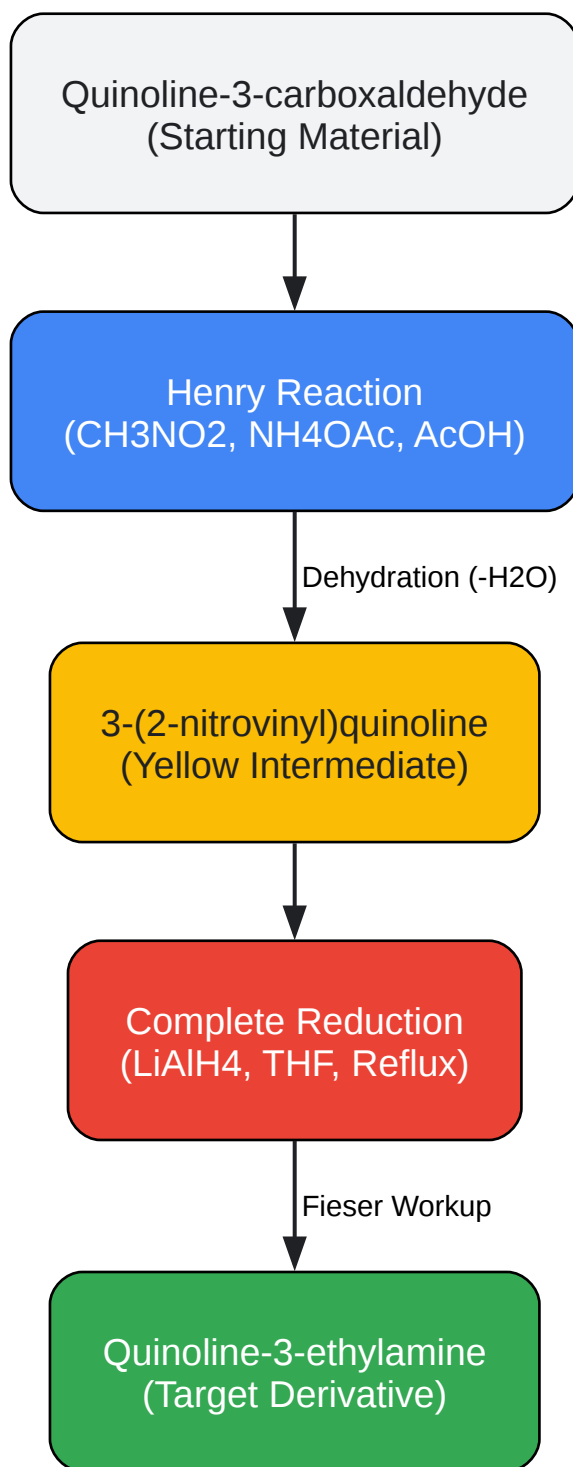 Quinoline-3-carboxaldehyde
(Starting Material)
Henry Reaction
(CH3NO2, NH4OAc, AcOH)
Dehydration (-H2O)
3-(2-nitrovinyl)quinoline
(Yellow Intermediate)
Complete Reduction
(LiAlH4, THF, Reflux)
Fieser Workup
Quinoline-3-ethylamine
(Target Derivative)